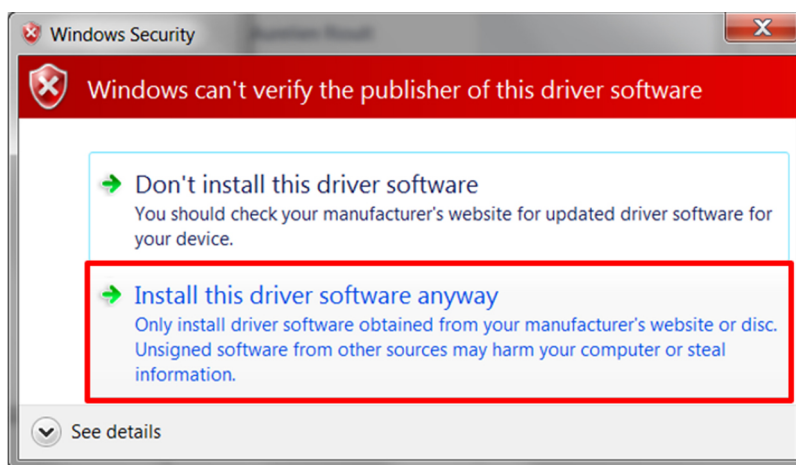 Windows Security
Windows can't verify the publisher of this driver software
Don't install this driver software
You should check your manufacturer's website for updated driver software for
your device.
Install this driver software anyway
Only install driver software obtained from your manufacturer's website or disc.
Unsigned software from other sources may harm your computer or steal
information.
See details